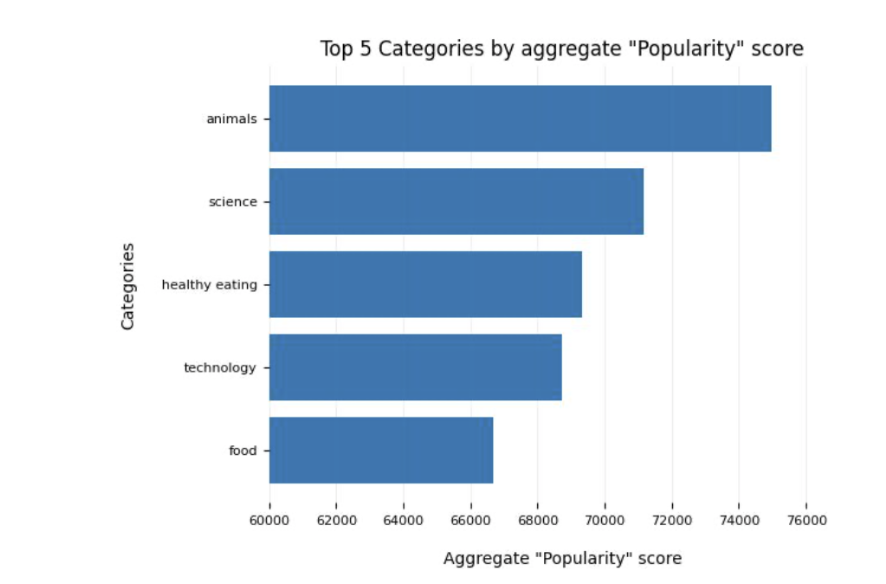 Top 5 Categories by aggregate "Popularity" score
Categories
animals
science
healthy eating
technology
food
60000 62000 64000 66000 68000 70000 72000 74000 76000
Aggregate "Popularity" score